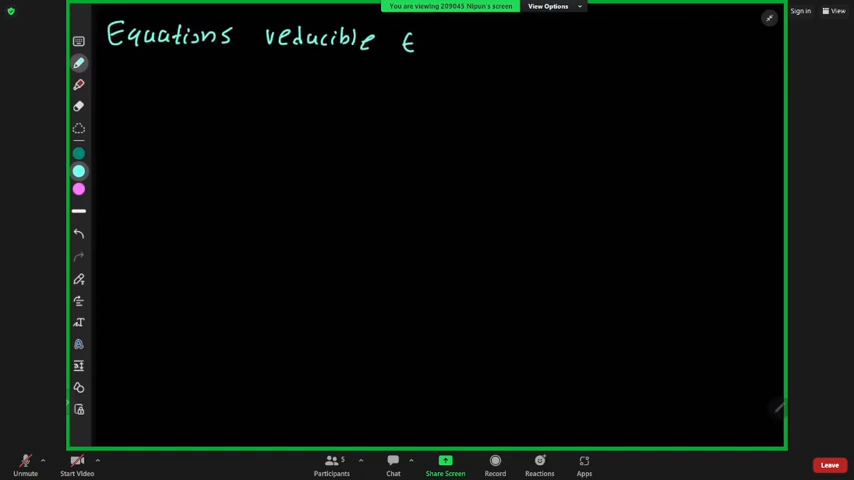 You are viewing 209045 Nipun's screen
View Options
Sign in
View
Equations reducible t
Unmute
Start Video
Participants
5
Chat
Share Screen
Record
Reactions
Apps
Leave